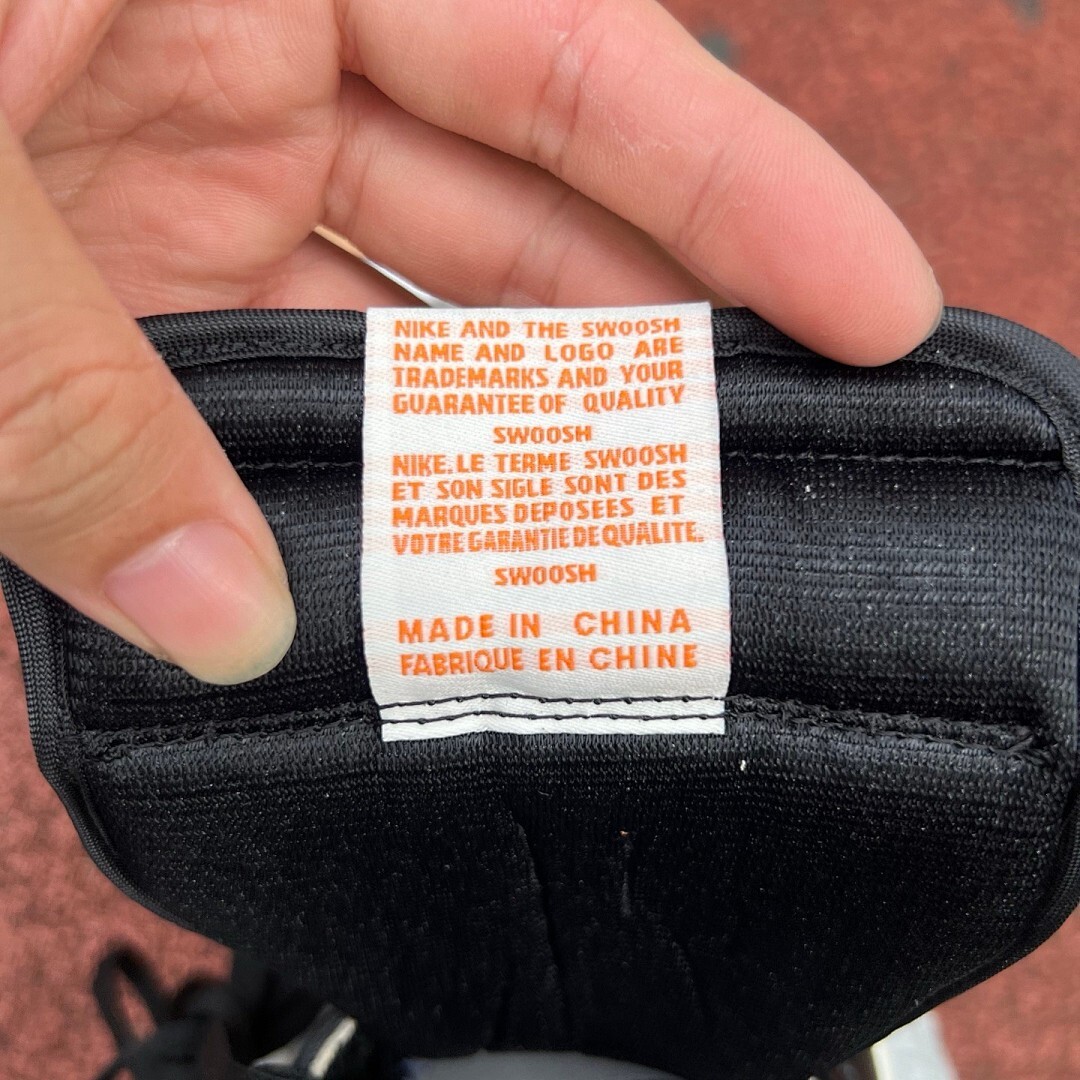 NIKE AND THE SWOOSH
NAME AND LOGO ARE
TRADEMARKS AND YOUR
GUARANTEE OF QUALITY
SWOOSH
NIKE.LE TERME SWOOSH
ET SON SIGLE SONT DES
MARQUES DEPOSEES ET
VOTRE GARANTIE DE QUALITE.
SWOOSH
MADE IN CHINA
FABRIQUE EN CHINE